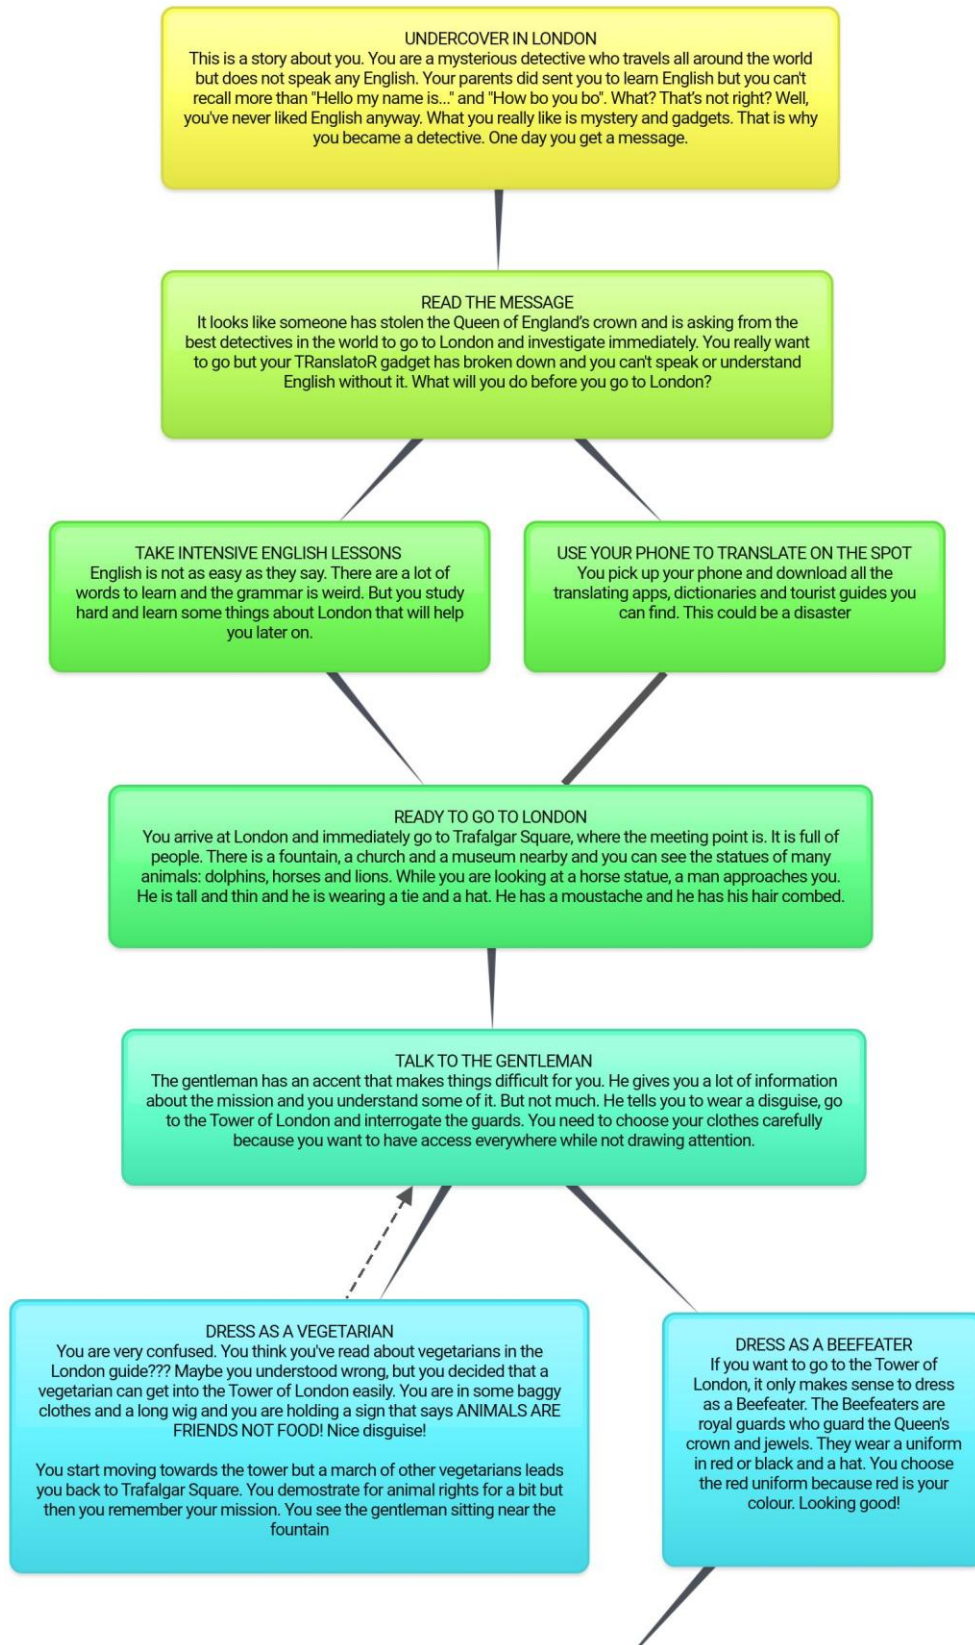 UNDERCOVER IN LONDON
This is a story about you. You are a mysterious detective who travels all around the world
but does not speak any English. Your parents did sent you to learn English but you can't
recall more than "Hello my name is..." and "How bo you bo". What? That's not right? Well,
you've never liked English anyway. What you really like is mystery and gadgets. That is why
you became a detective. One day you get a message.
READ THE MESSAGE
It looks like someone has stolen the Queen of England's crown and is asking from the
best detectives in the world to go to London and investigate immediately. You really want
to go but your TRanslatoR gadget has broken down and you can't speak or understand
English without it. What will you do before you go to London?
TAKE INTENSIVE ENGLISH LESSONS
English is not as easy as they say. There are a lot of
words to learn and the grammar is weird. But you study
hard and learn some things about London that will help
you later on.
USE YOUR PHONE TO TRANSLATE ON THE SPOT
You pick up your phone and download all the
translating apps, dictionaries and tourist guides you
can find. This could be a disaster
READY TO GO TO LONDON
You arrive at London and immediately go to Trafalgar Square, where the meeting point is. It is full of
people. There is a fountain, a church and a museum nearby and you can see the statues of many
animals: dolphins, horses and lions. While you are looking at a horse statue, a man approaches you.
He is tall and thin and he is wearing a tie and a hat. He has a moustache and he has his hair combed.
TALK TO THE GENTLEMAN
The gentleman has an accent that makes things difficult for you. He gives you a lot of information
about the mission and you understand some of it. But not much. He tells you to wear a disguise, go
to the Tower of London and interrogate the guards. You need to choose your clothes carefully
because you want to have access everywhere while not drawing attention.
DRESS AS A VEGETARIAN
You are very confused. You think you've read about vegetarians in the
London guide??? Maybe you understood wrong, but you decided that a
vegetarian can get into the Tower of London easily. You are in some baggy
clothes and a long wig and you are holding a sign that says ANIMALS ARE
FRIENDS NOT FOOD! Nice disguise!
You start moving towards the tower but a march of other vegetarians leads
you back to Trafalgar Square. You demostrate for animal rights for a bit but
then you remember your mission. You see the gentleman sitting near the
fountain
DRESS AS A BEEFEATER
If you want to go to the Tower of
London, it only makes sense to dress
as a Beefeater. The Beefeaters are
royal guards who guard the Queen's
crown and jewels. They wear a uniform
in red or black and a hat. You choose
the red uniform because red is your
colour. Looking good!